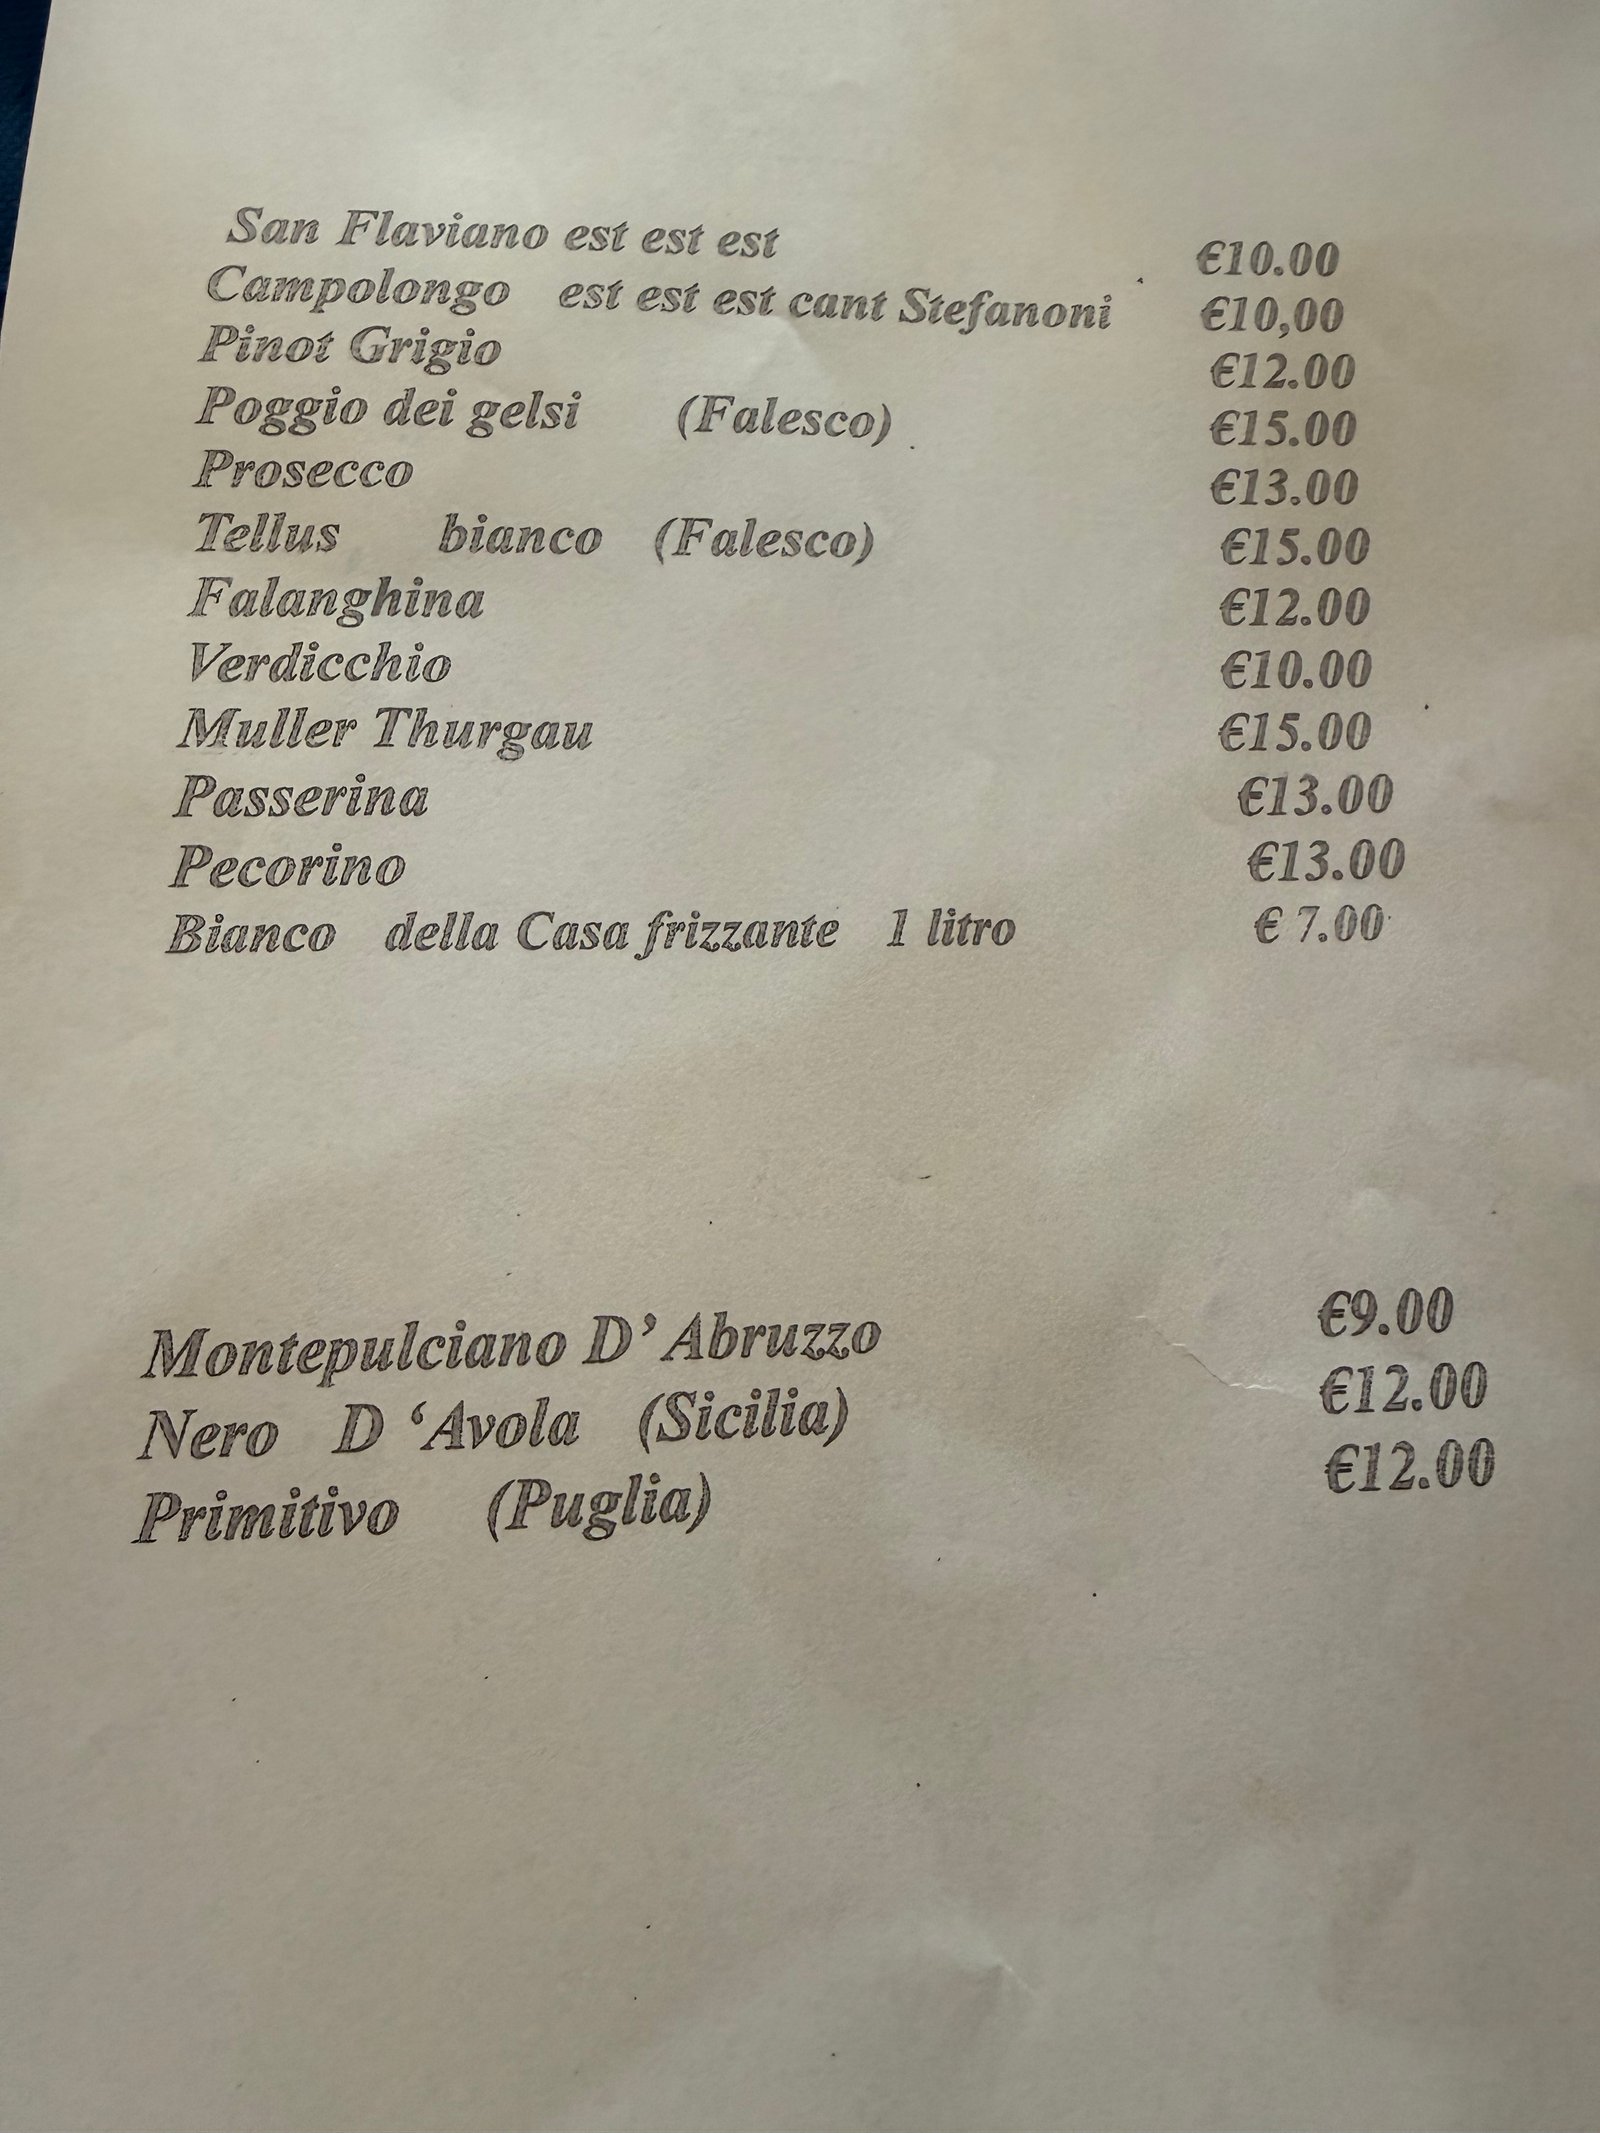 San Flaviano est est est €10.00
Campolongo est est est cant Stefanoni €10,00
Pinot Grigio €12.00
Poggio dei gelsi (Falesco) €15.00
Prosecco €13.00
Tellus bianco (Falesco) €15.00
Falanghina €12.00
Verdicchio €10.00
Muller Thurgau €15.00
Passerina €13.00
Pecorino €13.00
Bianco della Casa frizzante 1 litro € 7.00
Montepulciano D’ Abruzzo €9.00
Nero D ‘Avola (Sicilia) €12.00
Primitivo (Puglia) €12.00